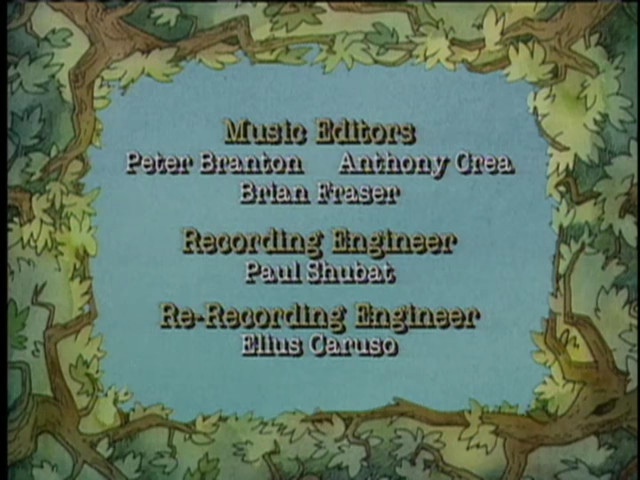 Music Editors
Peter Branton Anthony Crea
Brian Fraser
Recording Engineer
Paul Shubat
Re-Recording Engineer
Elius Caruso